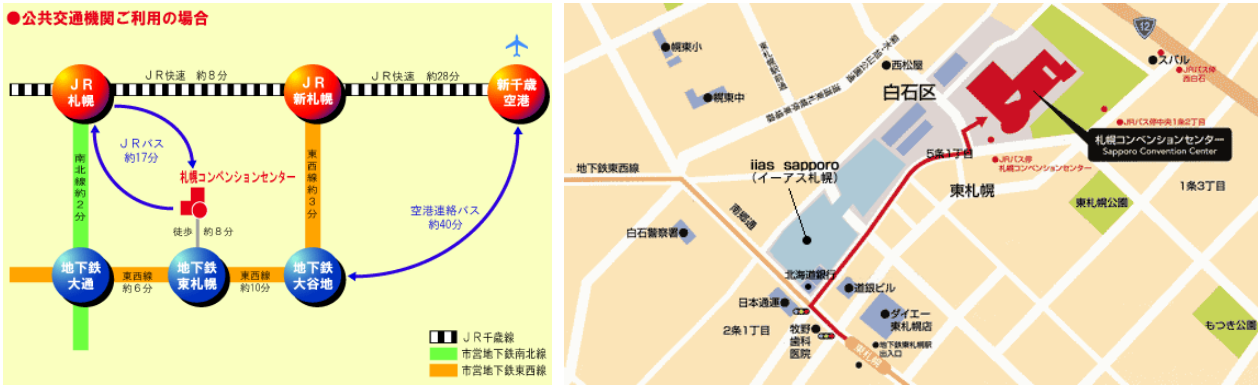 ●公共交通機関ご利用の場合
JR快速 約8分
JR快速 約28分
JR
札幌
JR
新札幌
新千歳
空港
JRバス
約17分
南北線約2分
東西線約3分
札幌コンベンションセンター
空港連絡バス
約40分
徒歩 約8分
地下鉄
大通
東西線
約6分
地下鉄
東札幌
東西線
約10分
地下鉄
大谷地
JR千歳線
市営地下鉄南北線
市営地下鉄東西線
12
幌東小
スバル
JRバス停
西白石
西松屋
白石区
幌東中
JRバス停中央1条2丁目
札幌コンベンションセンター
Sapporo Convention Center
5条1丁目
JRバス停
札幌コンベンションセンター
iias sapporo
(イーアス札幌)
地下鉄東西線
東札幌
1条3丁目
東札幌公園
南郷通
白石警察署
北海道銀行
道銀ビル
日本通運
ダイエー
東札幌店
もつき公園
2条1丁目
牧野
歯科
医院
地下鉄東札幌駅
出入口
東札幌